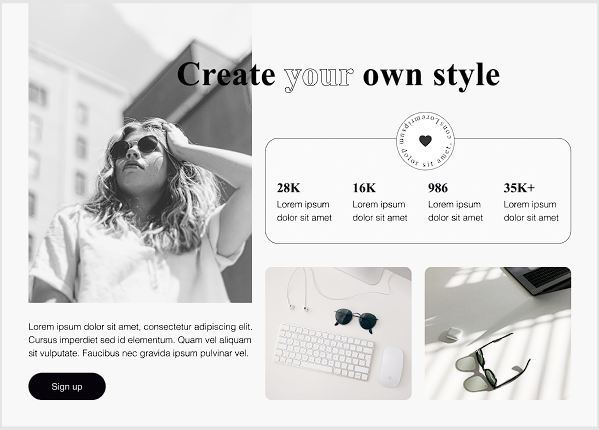 Create your own style
consLoremripsum dolor sit amet,
28K
Lorem ipsum
dolor sit amet
16K
Lorem ipsum
dolor sit amet
986
Lorem ipsum
dolor sit amet
35K+
Lorem ipsum
dolor sit amet
Lorem ipsum dolor sit amet, consectetur adipiscing elit.
Cursus imperdiet sed id elementum. Quam vel aliquam
sit vulputate. Faucibus nec gravida ipsum pulvinar vel.
Sign up